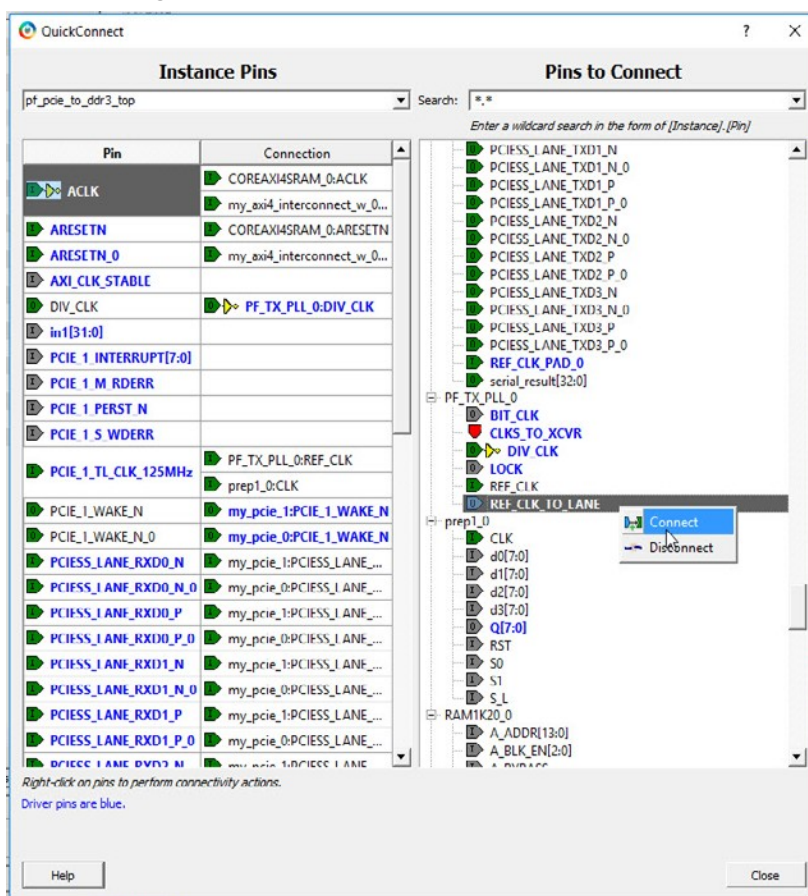 QuickConnect
?
X
Instance Pins
Pins to Connect
pf_pcie_to_ddr3_top
Search: *.*
Enter a wildcard search in the form of [Instance].[Pin]
Pin
Connection
ACLK
COREAXI4SRAM_0:ACLK
my_axi4_interconnect_w_0...
ARESETN
COREAXI4SRAM_0:ARESETN
ARESETN_0
my_axi4_interconnect_w_0...
AXI_CLK_STABLE
DIV_CLK
PF_TX_PLL_0:DIV_CLK
in1[31:0]
PCIE_1_INTERRUPT[7:0]
PCIE_1_M_RDERR
PCIE_1_PERST_N
PCIE_1_S_WDERR
PCIE_1_TL_CLK_125MHz
PF_TX_PLL_0:REF_CLK
prep1_0:CLK
PCIE_1_WAKE_N
my_pcie_1:PCIE_1_WAKE_N
PCIE_1_WAKE_N_0
my_pcie_0:PCIE_1_WAKE_N
PCIESS_LANE_RXD0_N
my_pcie_1:PCIESS_LANE_...
PCIESS_LANE_RXD0_N_0
my_pcie_0:PCIESS_LANE_...
PCIESS_LANE_RXD0_P
my_pcie_1:PCIESS_LANE_...
PCIESS_LANE_RXD0_P_0
my_pcie_0:PCIESS_LANE_...
PCIESS_LANE_RXD1_N
my_pcie_1:PCIESS_LANE_...
PCIESS_LANE_RXD1_N_0
my_pcie_0:PCIESS_LANE_...
PCIESS_LANE_RXD1_P
my_pcie_1:PCIESS_LANE_...
PCIESS_LANE_RXD1_P_0
my_pcie_0:PCIESS_LANE_...
PCIESS_LANE_RXD2_N
my_pcie_1:PCIESS_LANE
PCIESS_LANE_TXD1_N
PCIESS_LANE_TXD1_N_0
PCIESS_LANE_TXD1_P
PCIESS_LANE_TXD1_P_0
PCIESS_LANE_TXD2_N
PCIESS_LANE_TXD2_N_0
PCIESS_LANE_TXD2_P
PCIESS_LANE_TXD2_P_0
PCIESS_LANE_TXD3_N
PCIESS_LANE_TXD3_N_0
PCIESS_LANE_TXD3_P
PCIESS_LANE_TXD3_P_0
REF_CLK_PAD_0
serial_result[32:0]
PF_TX_PLL_0
BIT_CLK
CLKS_TO_XCVR
DIV_CLK
LOCK
REF_CLK
REF_CLK_TO_LANE
Connect
Disconnect
prep1_0
CLK
d0[7:0]
d1[7:0]
d2[7:0]
d3[7:0]
Q[7:0]
RST
S0
S1
S_L
RAM1K20_0
A_ADDR[13:0]
A_BLK_EN[2:0]
A_BYPASS
Right-click on pins to perform connectivity actions.
Driver pins are blue.
Help
Close